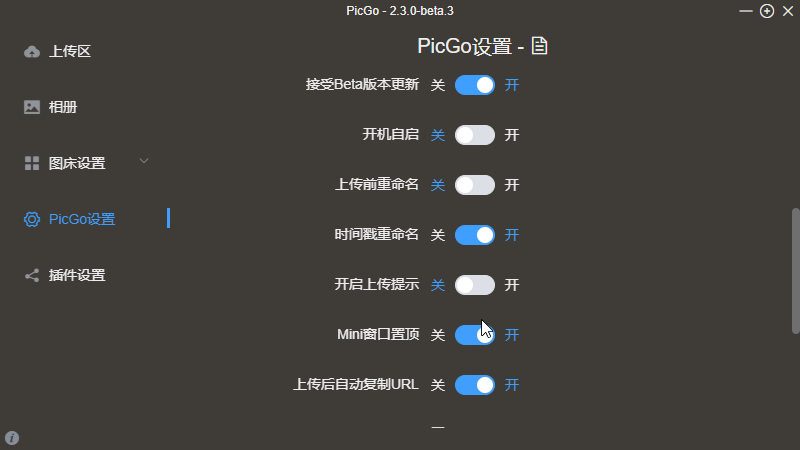 PicGo - 2.3.0-beta.3
上传区
相册
图床设置
PicGo设置
插件设置
PicGo设置 -
接受Beta版本更新 关 开
开机自启 关 开
上传前重命名 关 开
时间戳重命名 关 开
开启上传提示 关 开
Mini窗口置顶 关 开
上传后自动复制URL 关 开